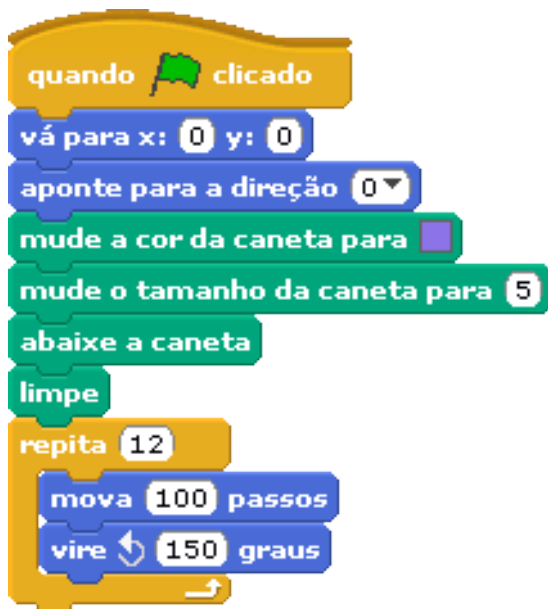 quando clicado
vá para x: 0 y: 0
aponte para a direção 0
mude a cor da caneta para
mude o tamanho da caneta para 5
abaixe a caneta
limpe
repita 12
mova 100 passos
vire 150 graus